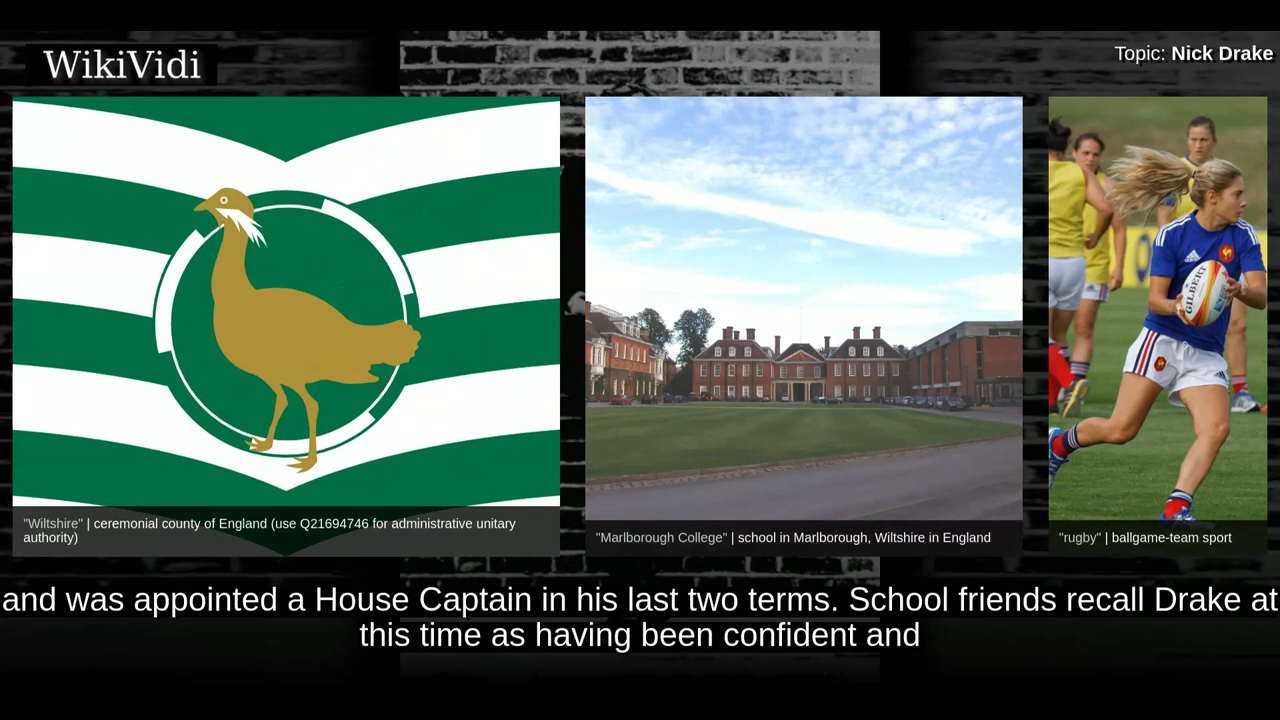 WikiVidi
Topic: Nick Drake
GILBERT
"Wiltshire" | ceremonial county of England (use Q21694746 for administrative unitary
authority)
"Marlborough College" | school in Marlborough, Wiltshire in England
"rugby" | ballgame-team sport
and was appointed a House Captain in his last two terms. School friends recall Drake at
this time as having been confident and